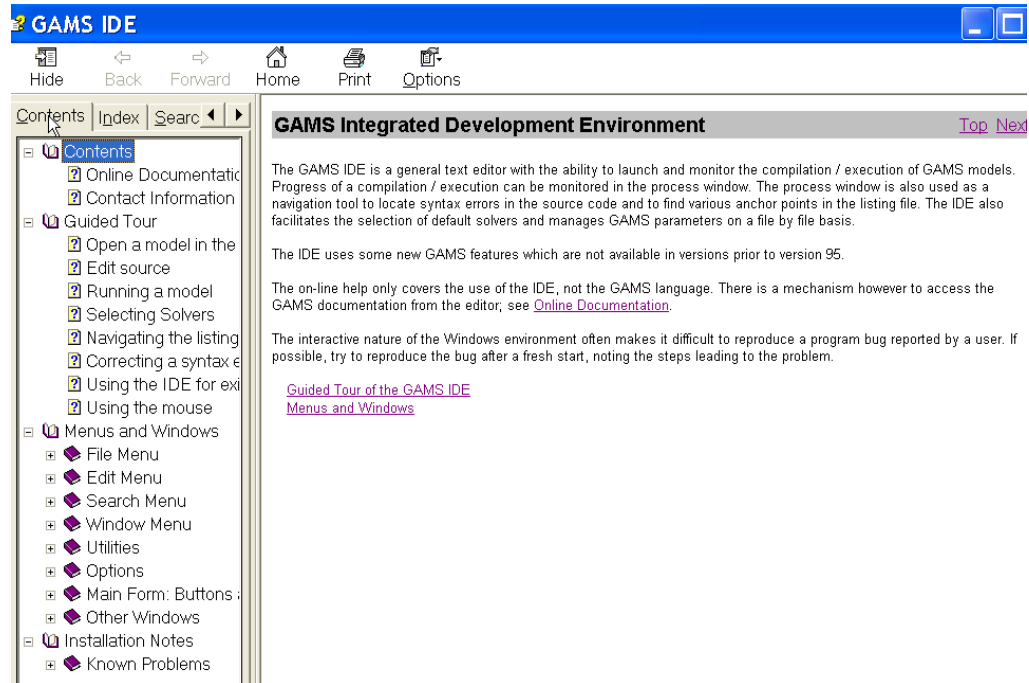 GAMS IDE
Hide Back Forward Home Print Options
Contents Index Searc
Contents
Online Documentatic
Contact Information
Guided Tour
Open a model in the
Edit source
Running a model
Selecting Solvers
Navigating the listing
Correcting a syntax e
Using the IDE for exi
Using the mouse
Menus and Windows
File Menu
Edit Menu
Search Menu
Window Menu
Utilities
Options
Main Form: Buttons
Other Windows
Installation Notes
Known Problems
GAMS Integrated Development Environment
Top Next
The GAMS IDE is a general text editor with the ability to launch and monitor the compilation / execution of GAMS models.
Progress of a compilation / execution can be monitored in the process window. The process window is also used as a
navigation tool to locate syntax errors in the source code and to find various anchor points in the listing file. The IDE also
facilitates the selection of default solvers and manages GAMS parameters on a file by file basis.
The IDE uses some new GAMS features which are not available in versions prior to version 95.
The on-line help only covers the use of the IDE, not the GAMS language. There is a mechanism however to access the
GAMS documentation from the editor; see Online Documentation.
The interactive nature of the Windows environment often makes it difficult to reproduce a program bug reported by a user. If
possible, try to reproduce the bug after a fresh start, noting the steps leading to the problem.
Guided Tour of the GAMS IDE
Menus and Windows